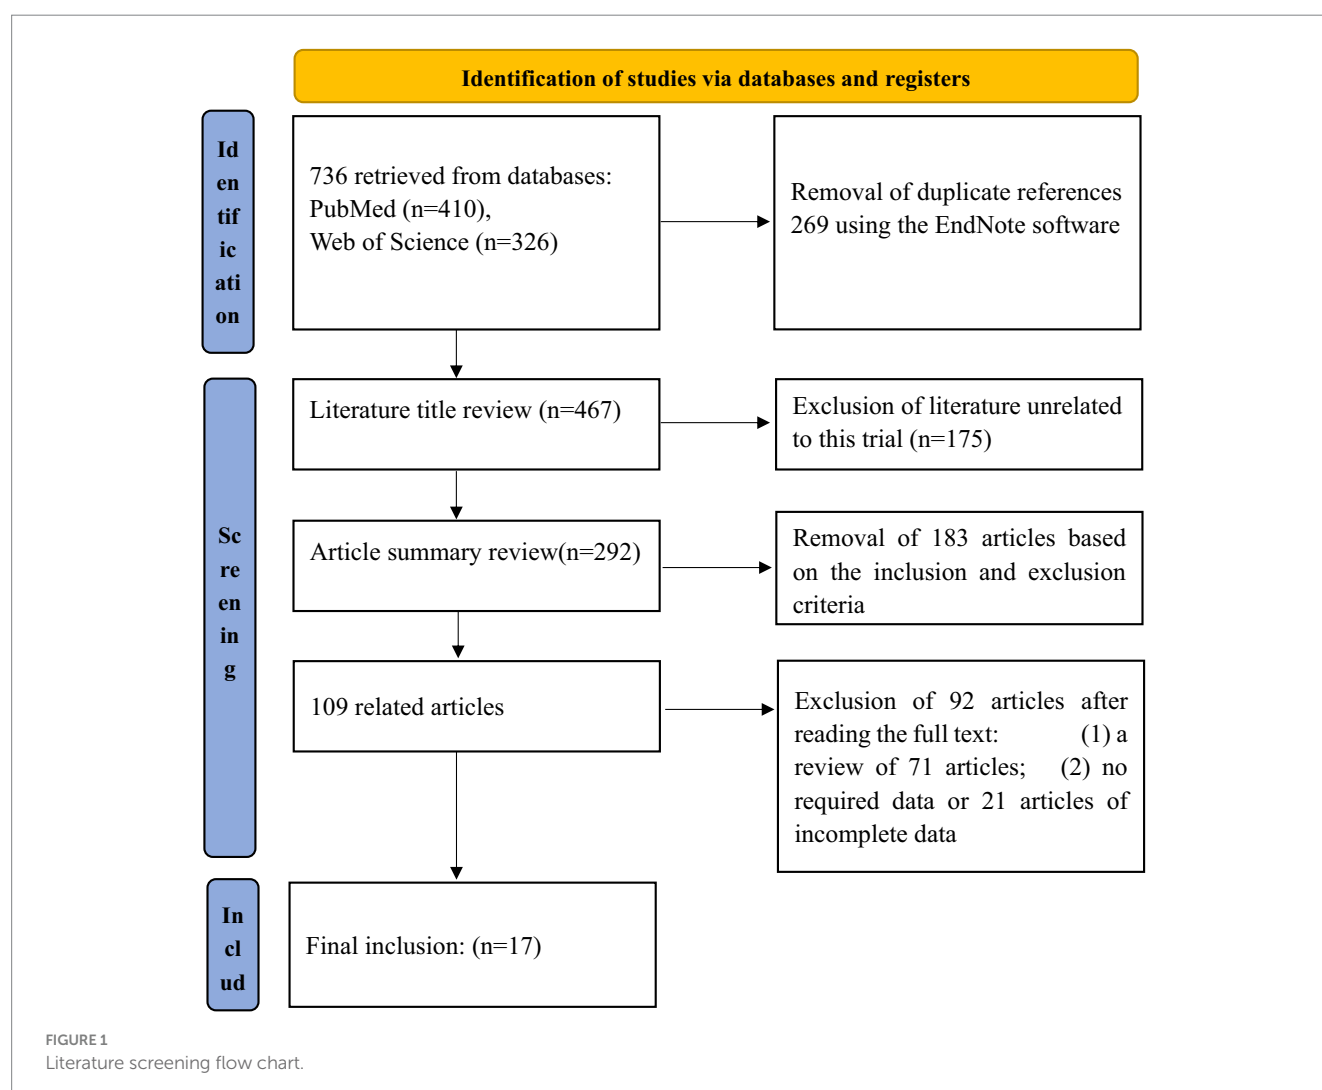 Identification of studies via databases and registers
Id
en
tif
ic
ati
on
736 retrieved from databases:
PubMed (n=410),
Web of Science (n=326)
Removal of duplicate references
269 using the EndNote software
Sc
re
en
in
g
Literature title review (n=467)
Exclusion of literature unrelated
to this trial (n=175)
Article summary review(n=292)
Removal of 183 articles based
on the inclusion and exclusion
criteria
109 related articles
Exclusion of 92 articles after
reading the full text: (1) a
review of 71 articles; (2) no
required data or 21 articles of
incomplete data
In
cl
ud
Final inclusion: (n=17)
FIGURE 1
Literature screening flow chart.